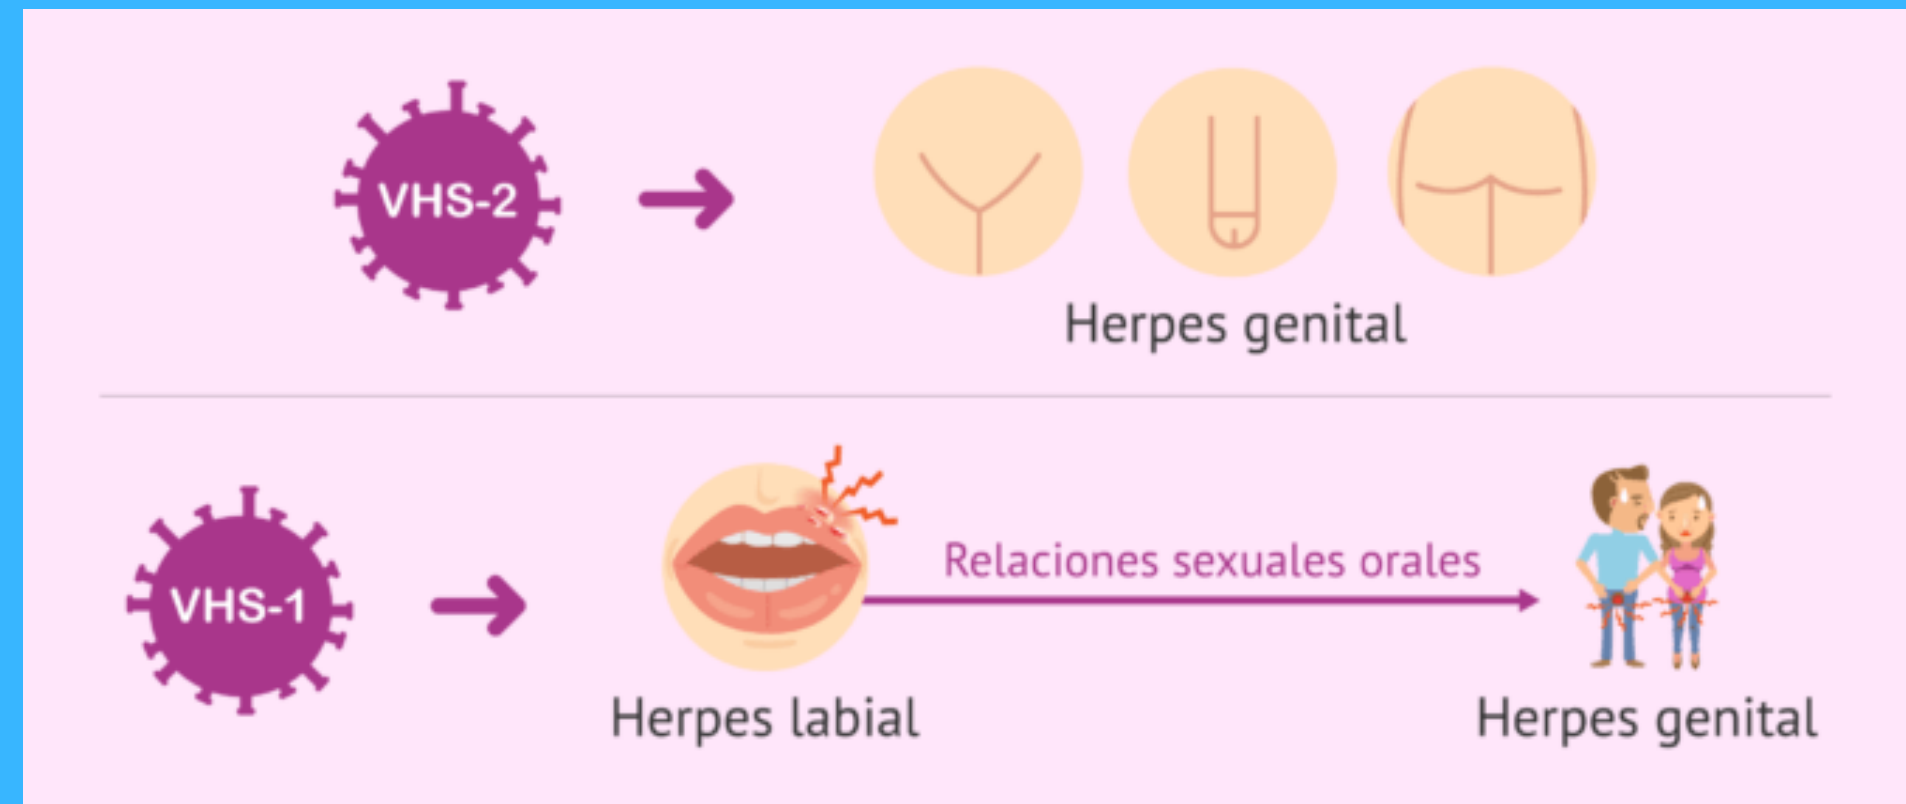 VHS-2
Herpes genital
VHS-1
Relaciones sexuales orales
Herpes labial
Herpes genital